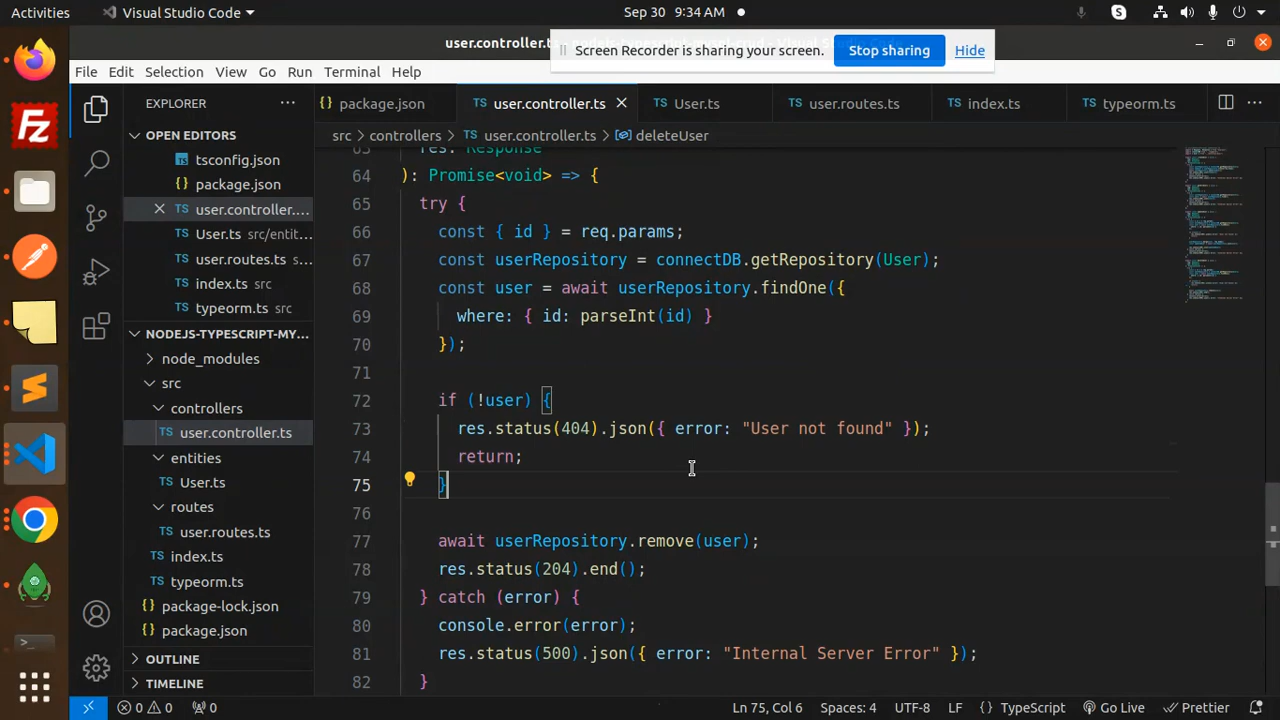 Activities
Visual Studio Code
Sep 30 9:34 AM
user.controller.t
Screen Recorder is sharing your screen.
Stop sharing
Hide
File Edit Selection View Go Run Terminal Help
EXPLORER
package.json
user.controller.ts
User.ts
user.routes.ts
index.ts
typeorm.ts
src > controllers > user.controller.ts > deleteUser
OPEN EDITORS
tsconfig.json
package.json
user.controller....
User.ts src/entit...
user.routes.ts s...
index.ts src
typeorm.ts src
NODEJS-TYPESCRIPT-MY...
node_modules
src
controllers
user.controller.ts
entities
User.ts
routes
user.routes.ts
index.ts
typeorm.ts
package-lock.json
package.json
OUTLINE
TIMELINE
63 res: Response
64 ): Promise<void> => {
65 try {
66 const { id } = req.params;
67 const userRepository = connectDB.getRepository(User);
68 const user = await userRepository.findOne({
69 where: { id: parseInt(id) }
70 });
71
72 if (!user) {
73 res.status(404).json({ error: "User not found" });
74 return;
75 }
76
77 await userRepository.remove(user);
78 res.status(204).end();
79 } catch (error) {
80 console.error(error);
81 res.status(500).json({ error: "Internal Server Error" });
82 }
0 0 0
Ln 75, Col 6
Spaces: 4
UTF-8
LF
{ } TypeScript
Go Live
Prettier